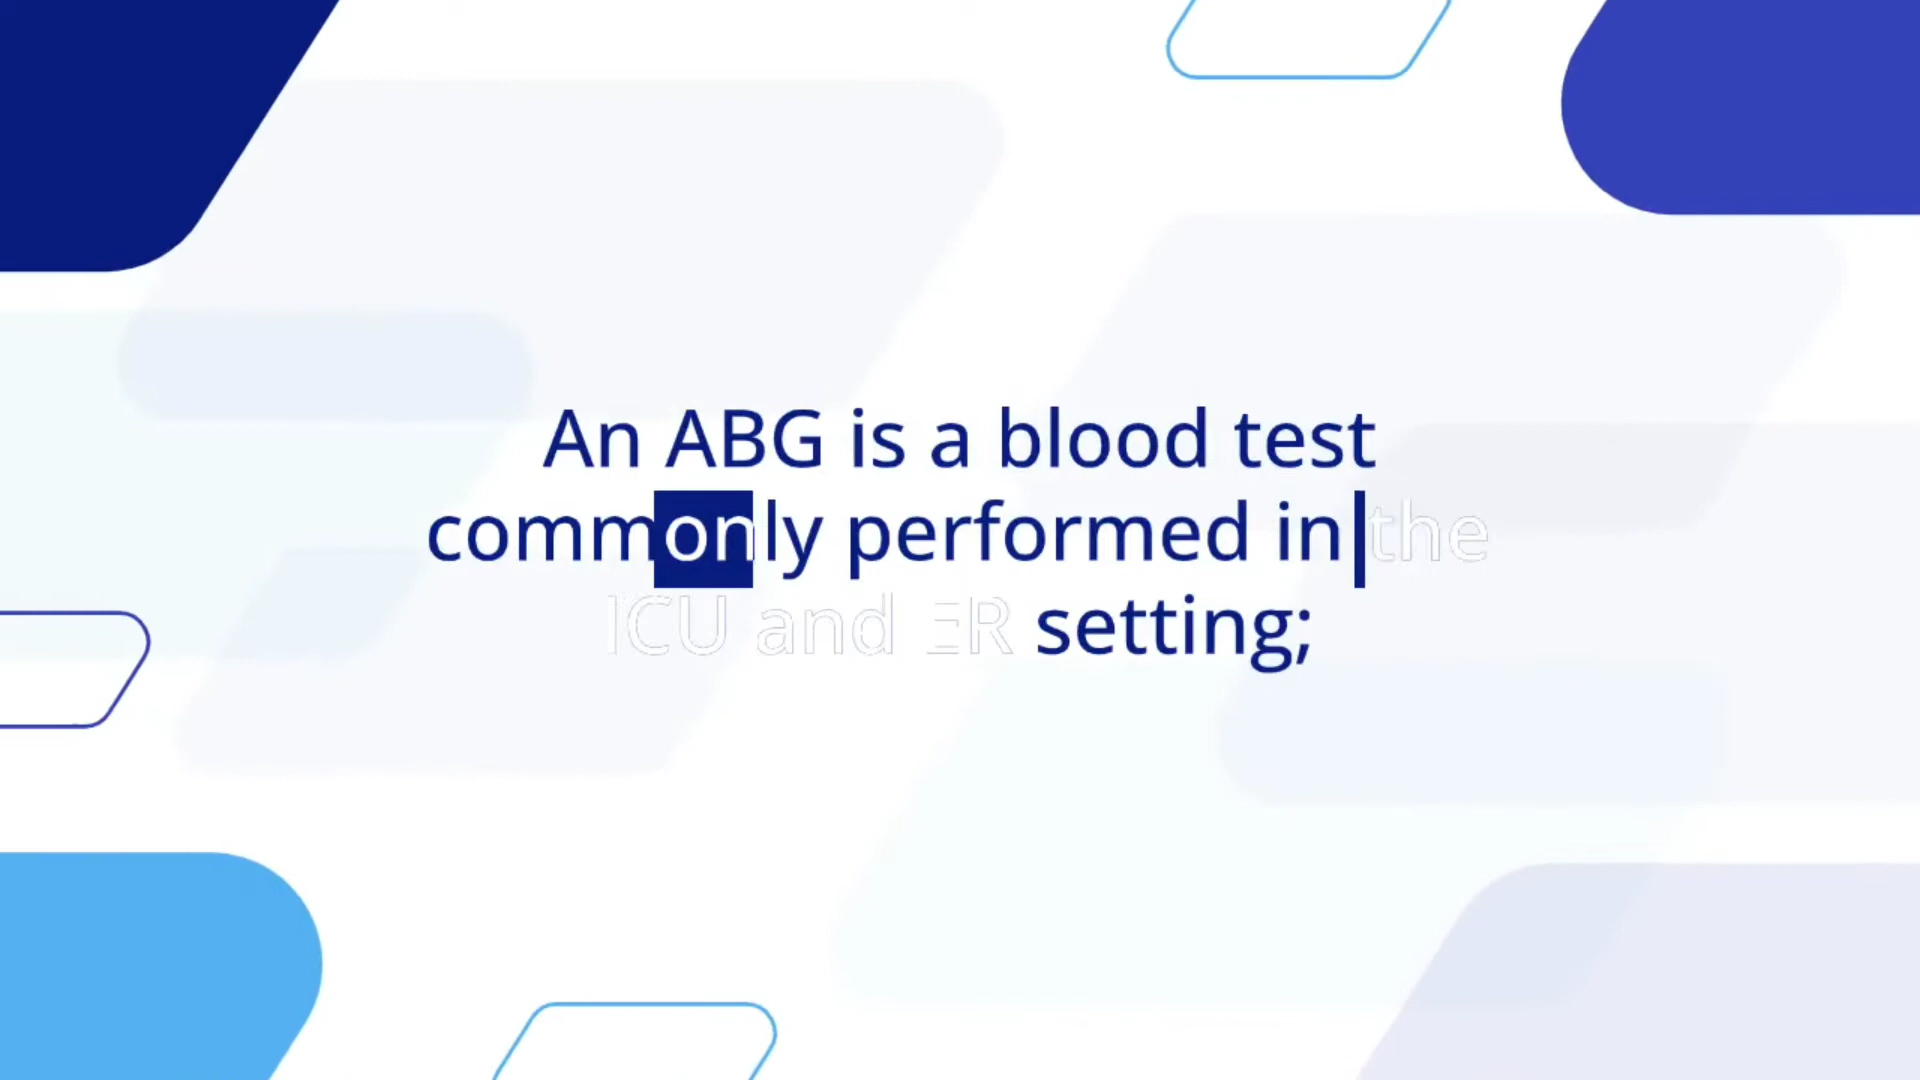 An ABG is a blood test
commonly performed in the
ICU and ER setting;